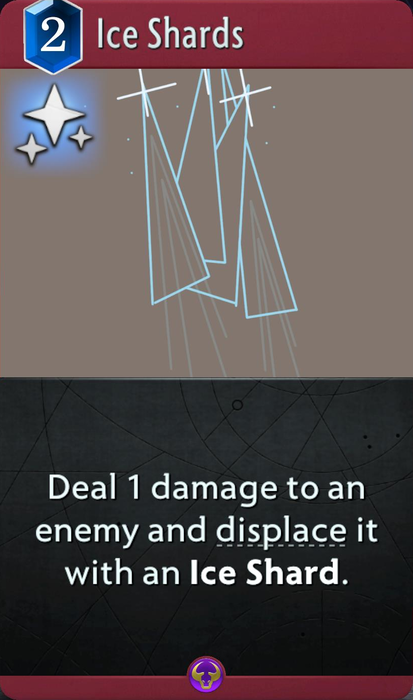 2
Ice Shards
Deal 1 damage to an
enemy and displace it
with an Ice Shard.